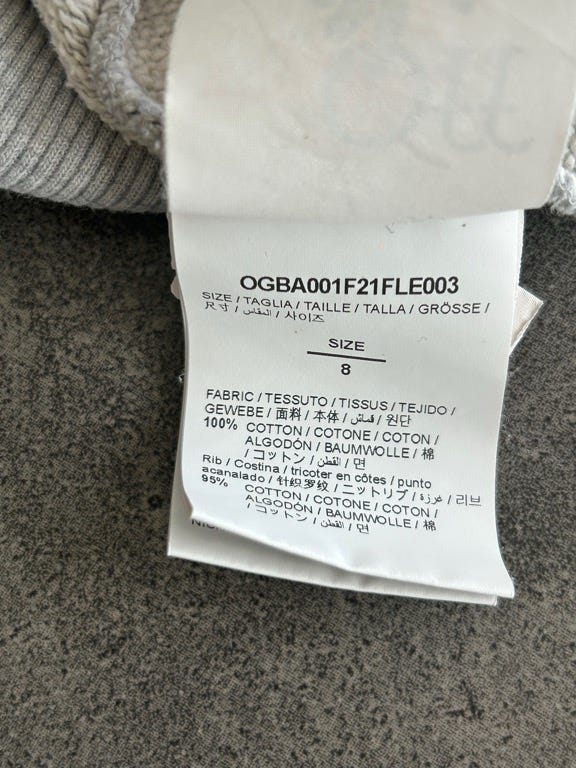 OGBA001F21FLE003
SIZE / TAGLIA / TAILLE / TALLA / GRÖSSE /
尺寸 / المقاس / 사이즈
SIZE
8
FABRIC / TESSUTO / TISSUS / TEJIDO /
GEWEBE / 面料 / 本体 / قماش / 원단
100% COTTON / COTONE / COTON /
ALGODÓN / BAUMWOLLE / 棉
/ コットン / القطن / 면
Rib / Costina / tricoter en côtes / punto
acanalado / 针织罗纹 / ニットリブ / غرزة / 리브
95% COTTON / COTONE / COTON /
ALGODÓN / BAUMWOLLE / 棉
/ コットン / القطن / 면